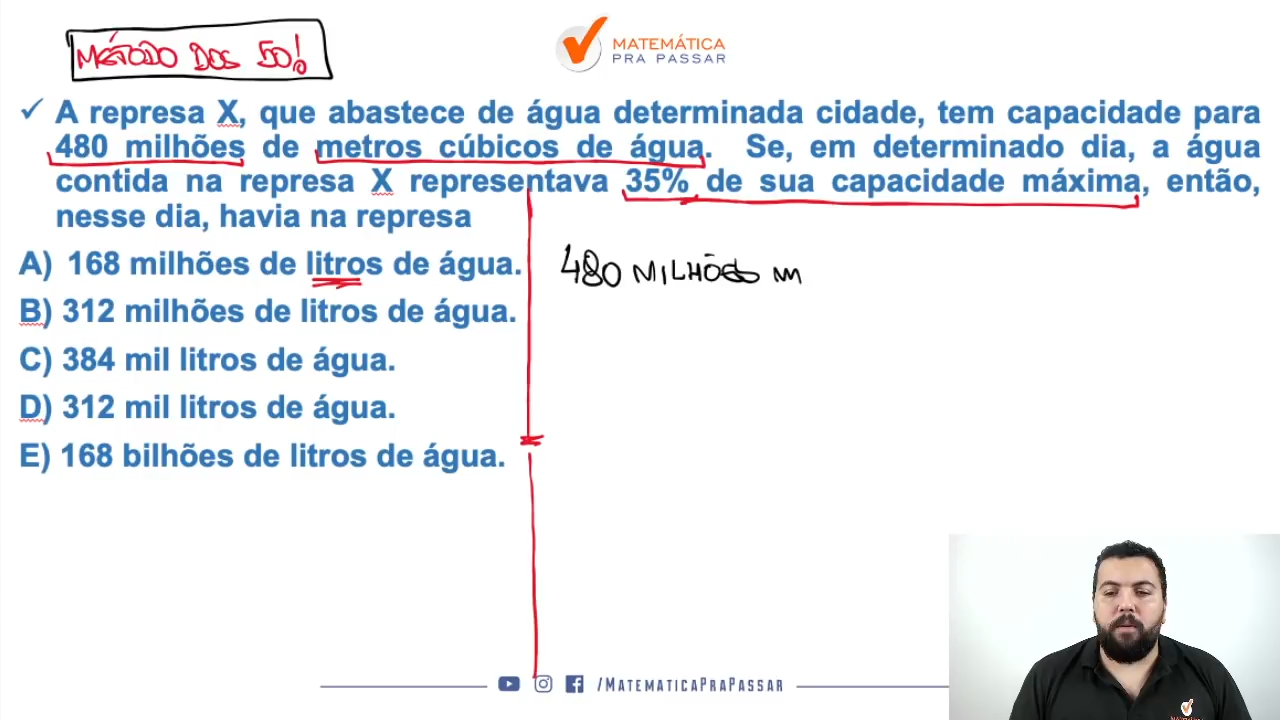 MÉTODO DOS 50!
MATEMÁTICA
PRA PASSAR
✓ A represa X, que abastece de água determinada cidade, tem capacidade para
480 milhões de metros cúbicos de água. Se, em determinado dia, a água
contida na represa X representava 35% de sua capacidade máxima, então,
nesse dia, havia na represa
A) 168 milhões de litros de água.
480 MILHÕES m
B) 312 milhões de litros de água.
C) 384 mil litros de água.
D) 312 mil litros de água.
E) 168 bilhões de litros de água.
/MATEMATICAPRAPASSAR